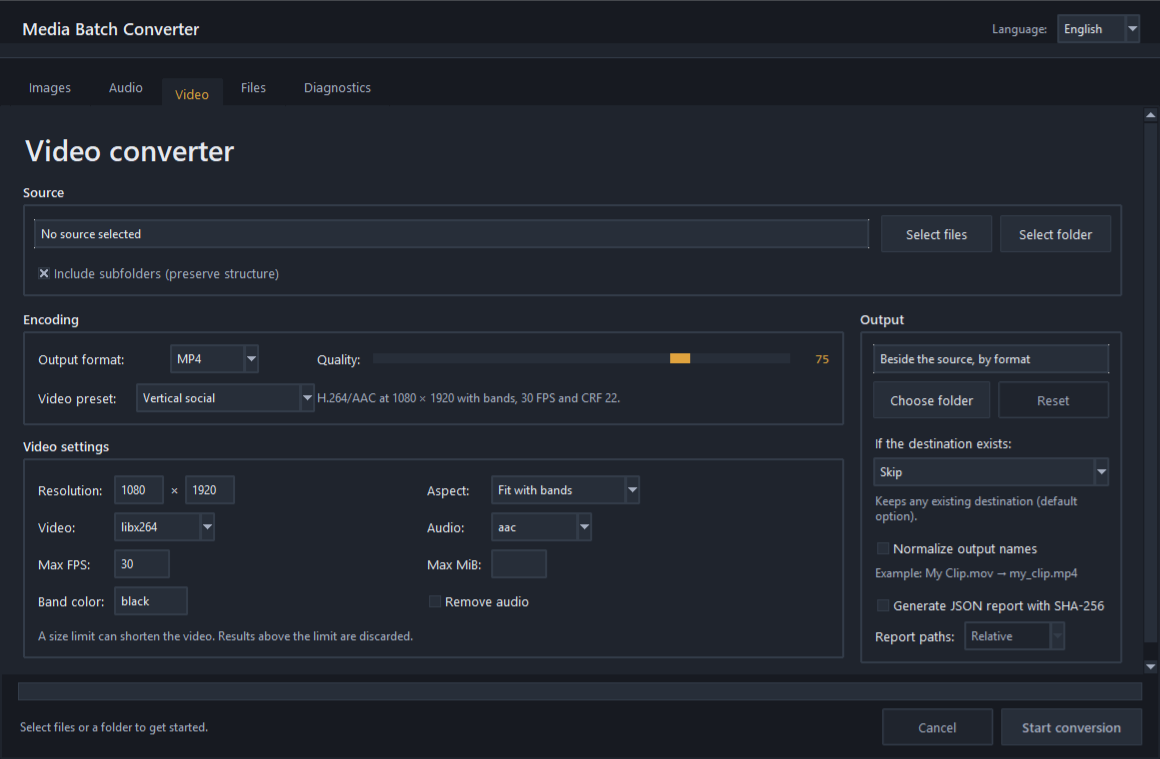 Media Batch Converter
Language: English
Images Audio Video Files Diagnostics
Video converter
Source
No source selected
Select files
Select folder
Include subfolders (preserve structure)
Encoding
Output format: MP4
Quality: 75
Video preset: Vertical social
H.264/AAC at 1080 × 1920 with bands, 30 FPS and CRF 22.
Video settings
Resolution: 1080 × 1920
Aspect: Fit with bands
Video: libx264
Audio: aac
Max FPS: 30
Max MiB:
Band color: black
Remove audio
A size limit can shorten the video. Results above the limit are discarded.
Output
Beside the source, by format
Choose folder
Reset
If the destination exists:
Skip
Keeps any existing destination (default
option).
Normalize output names
Example: My Clip.mov → my_clip.mp4
Generate JSON report with SHA-256
Report paths: Relative
Select files or a folder to get started.
Cancel
Start conversion